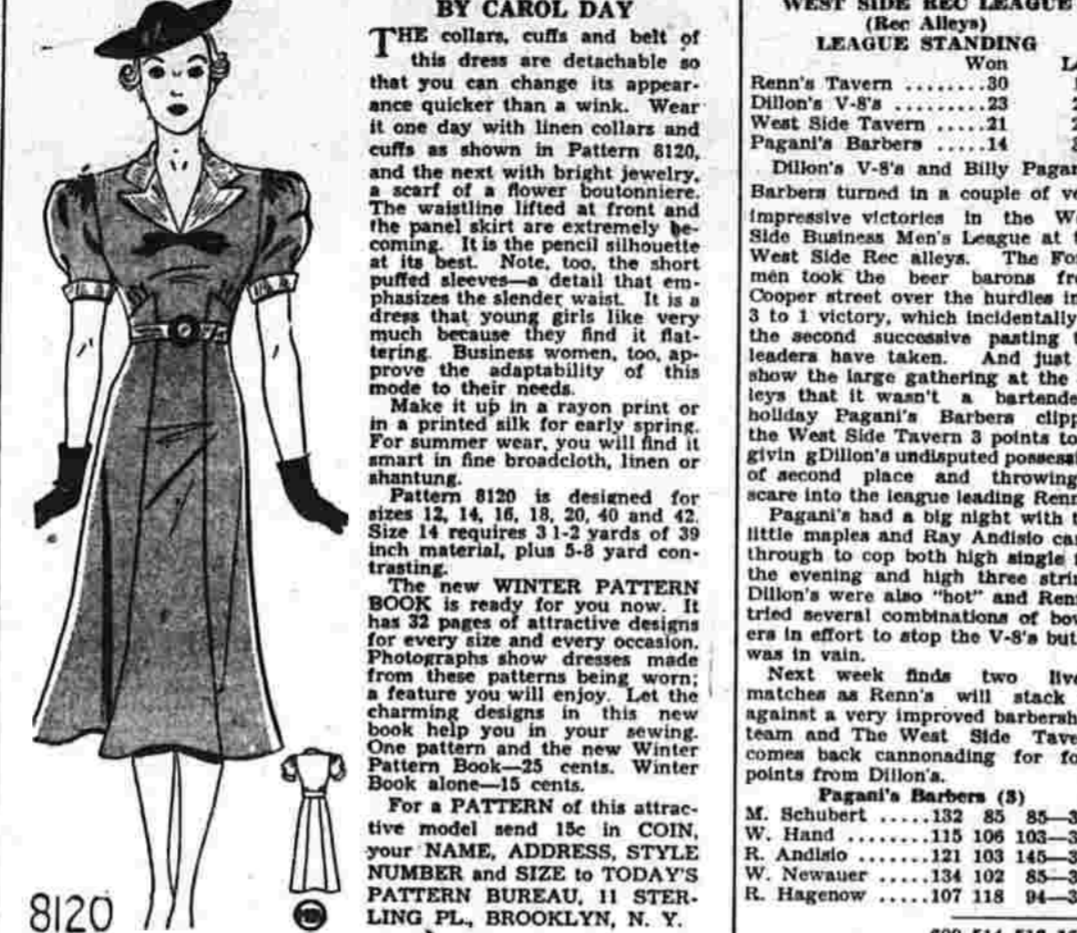 BY CAROL DAY
THE collars, cuffs and belt of
this dress are detachable so
that you can change its appear-
ance quicker than a wink. Wear
it one day with linen collars and
cuffs as shown in Pattern 8120,
and the next with bright jewelry,
a scarf of a flower boutonniere.
The waistline lifted at front and
the panel skirt are extremely be-
coming. It is the pencil silhouette
at its best. Note, too, the short
puffed sleeves—a detail that em-
phasizes the slender waist. It is a
dress that young girls like very
much because they find it flat-
tering. Business women, too, ap-
prove the adaptability of this
mode to their needs.
Make it up in a rayon print or
in a printed silk for early spring.
For summer wear, you will find it
smart in fine broadcloth, linen or
shantung.
Pattern 8120 is designed for
sizes 12, 14, 16, 18, 20, 40 and 42.
Size 14 requires 3 1-2 yards of 39
inch material, plus 5-8 yard con-
trasting.
The new WINTER PATTERN
BOOK is ready for you now. It
has 32 pages of attractive designs
for every size and every occasion.
Photographs show dresses made
from these patterns being worn;
a feature you will enjoy. Let the
charming designs in this new
book help you in your sewing.
One pattern and the new Winter
Pattern Book—25 cents. Winter
Book alone—15 cents.
For a PATTERN of this attrac-
tive model send 15c in COIN,
your NAME, ADDRESS, STYLE
NUMBER and SIZE to TODAY'S
PATTERN BUREAU, 11 STER-
LING PL., BROOKLYN, N. Y.
8120
WEST SIDE REC LEAGUE
(Rec Alleys)
LEAGUE STANDING
Won
Renn's Tavern ........30
Dillon's V-8's .........23
West Side Tavern .....21
Pagani's Barbers .....14
Dillon's V-8's and Billy
Barbers turned in a couple of
impressive victories in the
Side Business Men's League at
West Side Rec alleys. The
men took the beer barons
Cooper street over the hurdles
3 to 1 victory, which incidentally
the second successive pasting
leaders have taken. And just
show the large gathering at the
leys that it wasn't a
holiday Pagani's Barbers
the West Side Tavern 3 points
givin gDillon's undisputed
of second place and throwing
scare into the league leading
Pagani's had a big night with
little maples and Ray Andisio
through to cop both high single
the evening and high three
Dillon's were also "hot" and
tried several combinations of
ers in effort to stop the V-8's but
was in vain.
Next week finds two
matches as Renn's will stack
against a very improved
team and The West Side
comes back cannonading for
points from Dillon's.
Pagani's Barbers (3)
M. Schubert .....132 85 85—3
W. Hand ........115 106 103—3
R. Andisio .......121 103 145—3
W. Newauer .....134 102 85—3
R. Hagenow .....107 118 94—3